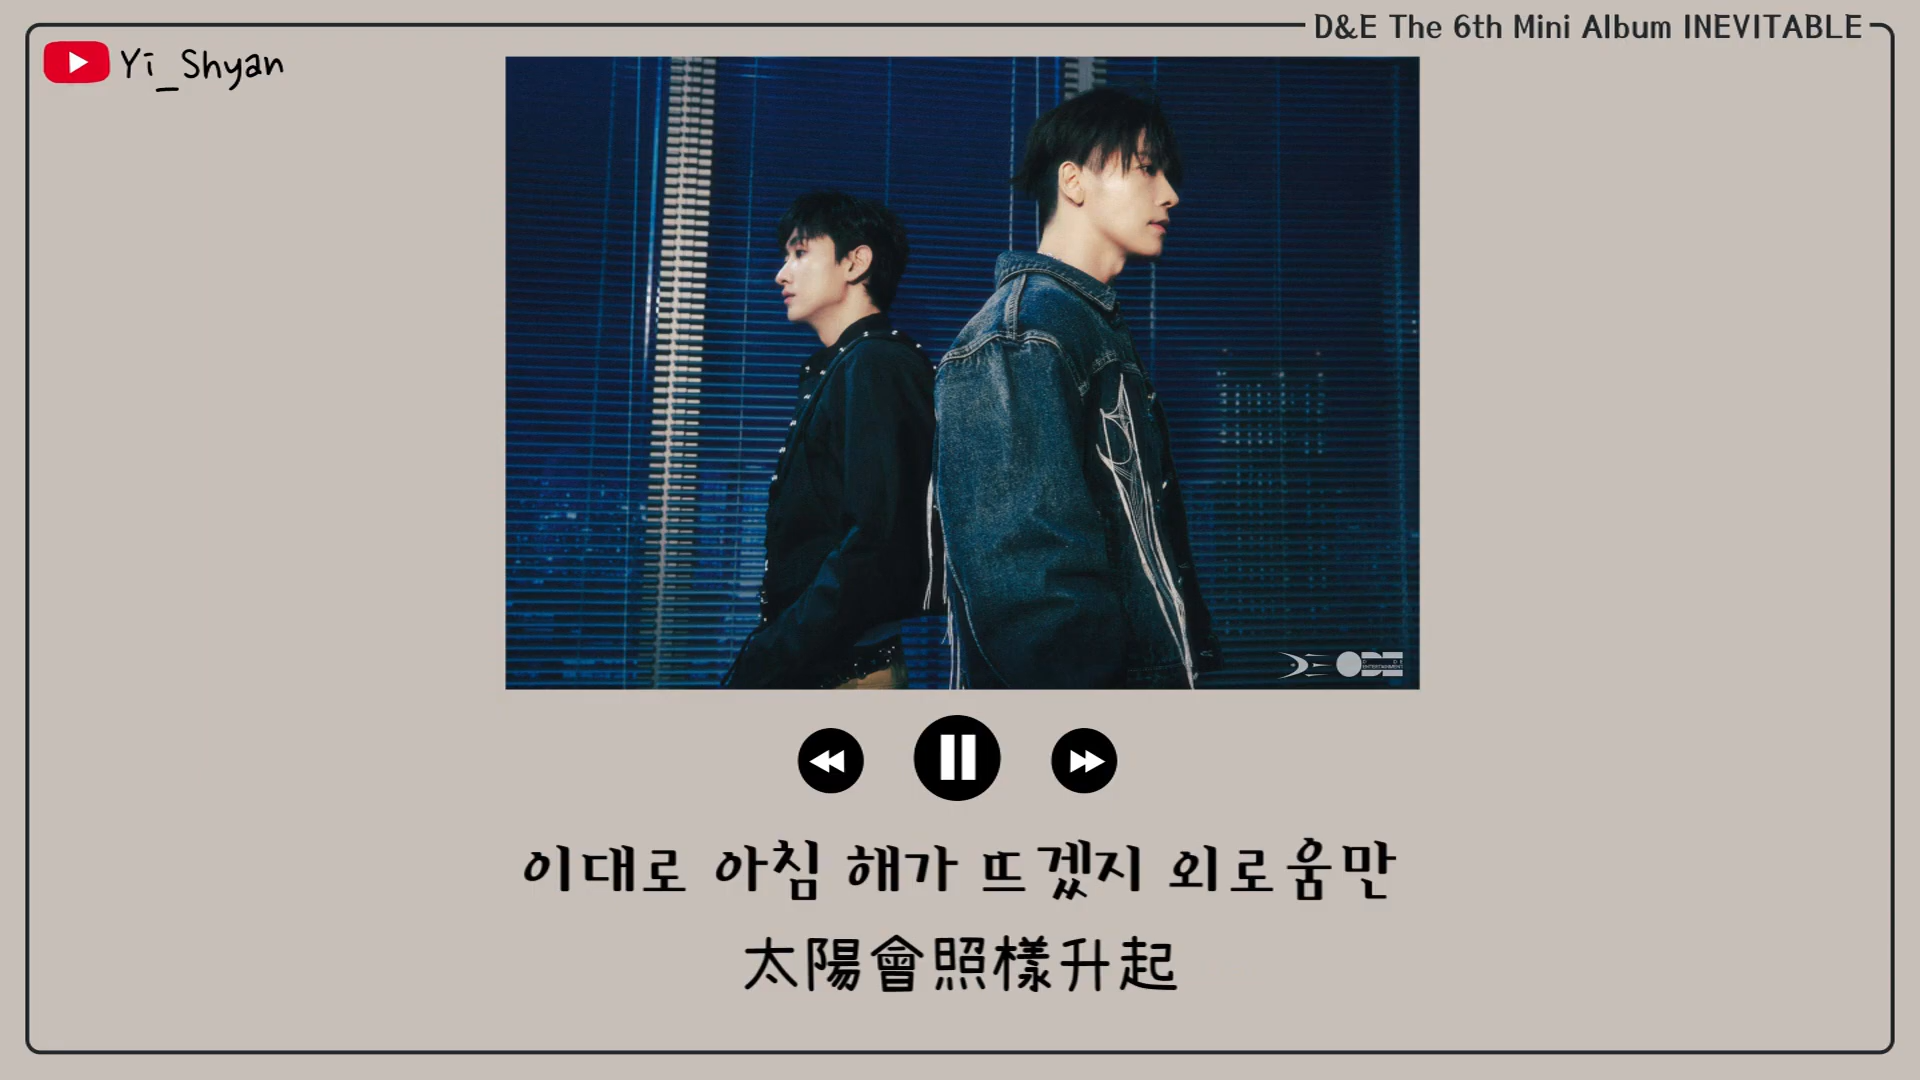 D&E The 6th Mini Album INEVITABLE
Yi_Shyan
ODE
이대로 아침 해가 뜨겠지 외로움만
太陽會照樣升起